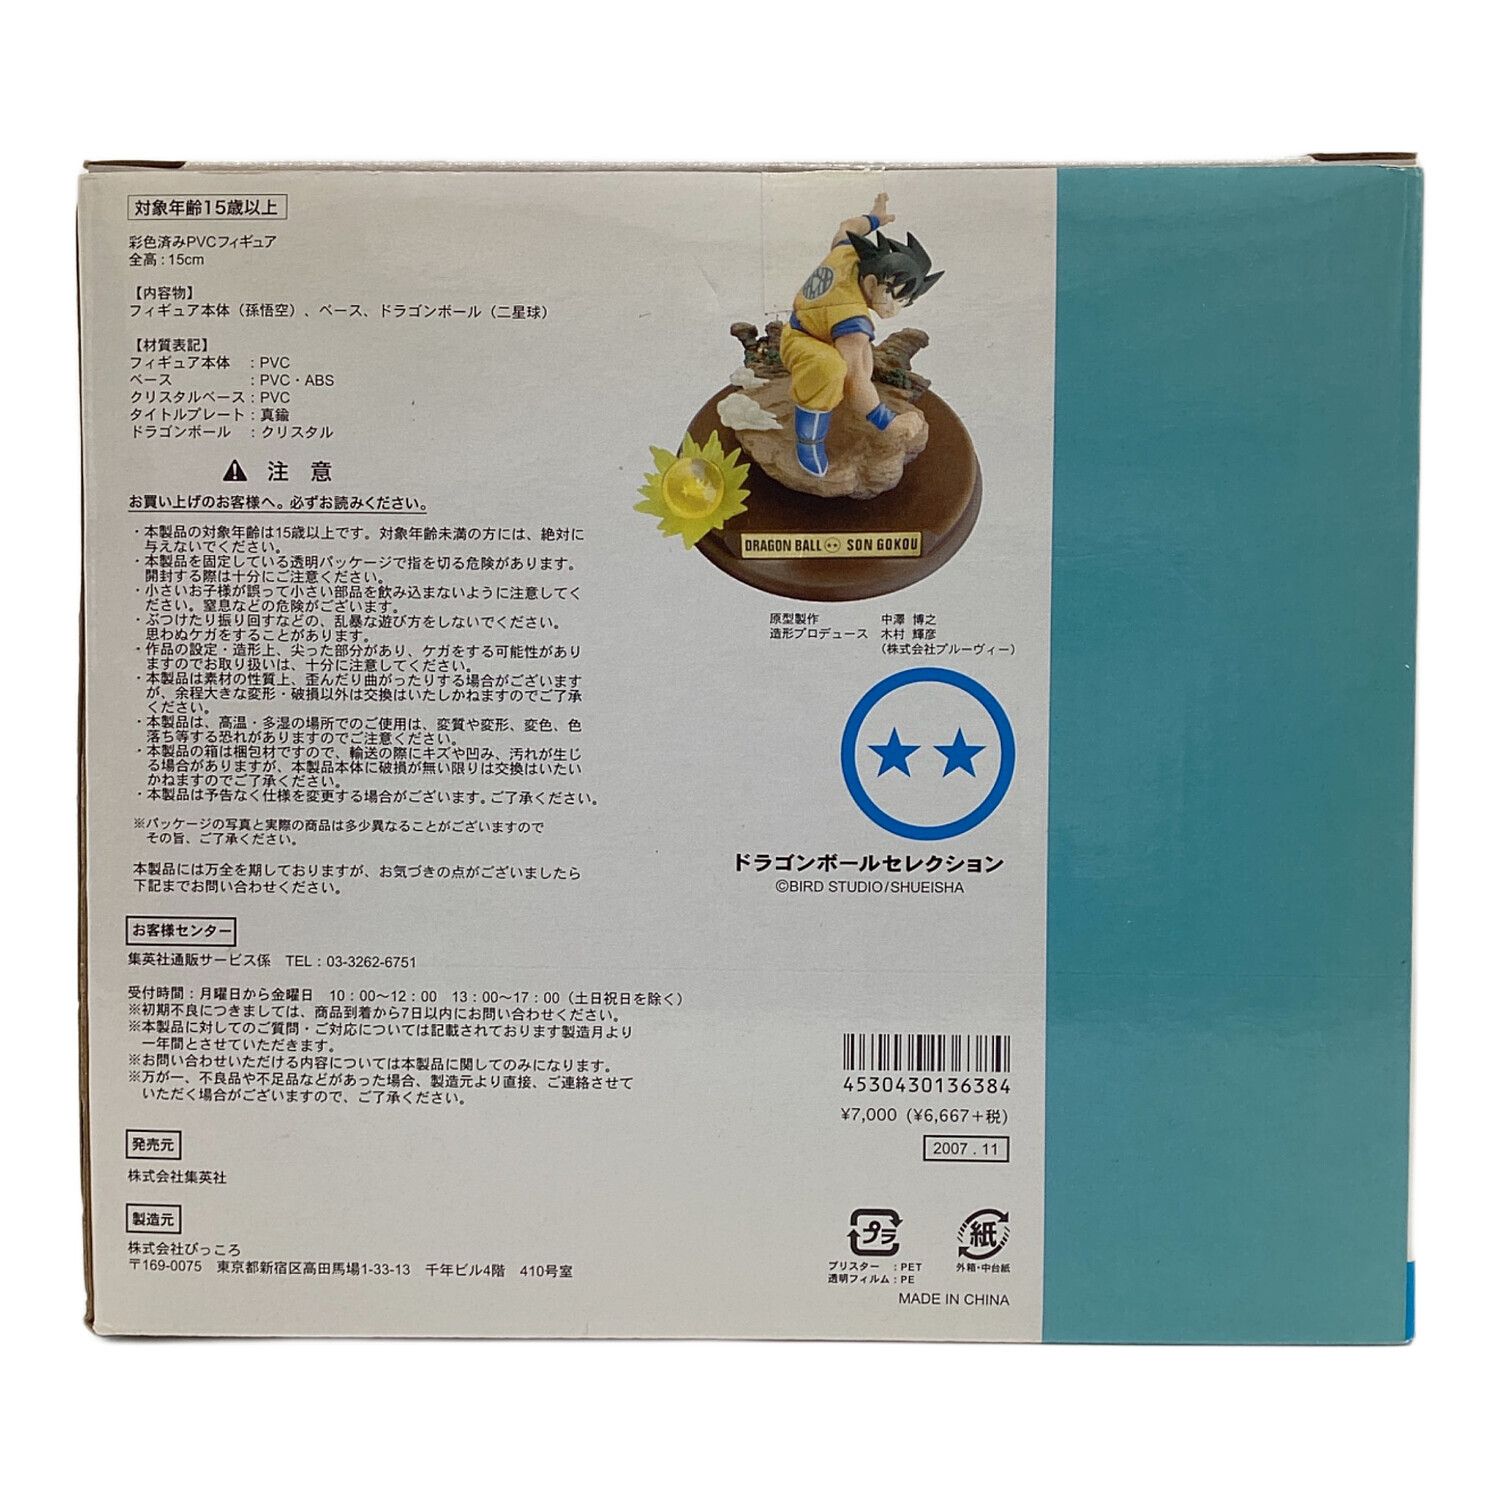 対象年齢15歳以上
彩色済みPVCフィギュア
全高：15cm
【内容物】
フィギュア本体（孫悟空）、ベース、ドラゴンボール（二星球）
【材質表記】
フィギュア本体　：PVC
ベース　　　　　：PVC・ABS
クリスタルベース：PVC
タイトルプレート：真鍮
ドラゴンボール　：クリスタル
注 意
お買い上げのお客様へ。必ずお読みください。
・本製品の対象年齢は15歳以上です。対象年齢未満の方には、絶対に
与えないでください。
・本製品を固定している透明パッケージで指を切る危険があります。
開封する際は十分にご注意ください。
・小さいお子様が誤って小さい部品を飲み込まないように注意してく
ださい。窒息などの危険がございます。
・ぶつけたり振り回すなどの、乱暴な遊び方をしないでください。
思わぬケガをすることがあります。
・作品の設定・造形上、尖った部分があり、ケガをする可能性があり
ますのでお取り扱いは、十分に注意してください。
・本製品は素材の性質上、歪んだり曲がったりする場合がございます
が、余程大きな変形・破損以外は交換はいたしかねますのでご了承
ください。
・本製品は、高温・多湿の場所でのご使用は、変質や変形、変色、色
落ち等する恐れがありますのでご注意ください。
・本製品の箱は梱包材ですので、輸送の際にキズや凹み、汚れが生じ
る場合がありますが、本製品本体に破損が無い限りは交換はいたし
かねますのでご了承ください。
・本製品は予告なく仕様を変更する場合がございます。ご了承ください。
※パッケージの写真と実際の商品は多少異なることがございますので
その旨、ご了承ください。
本製品には万全を期しておりますが、お気づきの点がございましたら
下記までお問い合わせください。
お客様センター
集英社通販サービス係　TEL：03-3262-6751
受付時間：月曜日から金曜日　10：00〜12：00　13：00〜17：00（土日祝日を除く）
※初期不良につきましては、商品到着から7日以内にお問い合わせください。
※本製品に対してのご質問・ご対応については記載されております製造月より
一年間とさせていただきます。
※お問い合わせいただける内容については本製品に関してのみになります。
※万が一、不良品や不足品などがあった場合、製造元より直接、ご連絡させて
いただく場合がございますので、ご了承ください。
発売元
株式会社集英社
製造元
株式会社ぴっころ
〒169-0075　東京都新宿区高田馬場1-33-13　千年ビル4階　410号室
DRAGON BALL★★ SON GOKOU
原型製作　　　中澤 博之
造形プロデュース　木村 輝彦
（株式会社ブルーヴィー）
ドラゴンボールセレクション
©BIRD STUDIO/SHUEISHA
4530430136384
¥7,000 (¥6,667＋税)
2007 . 11
プラ
紙
ブリスター　：PET
透明フィルム：PE
外箱・中台紙
MADE IN CHINA